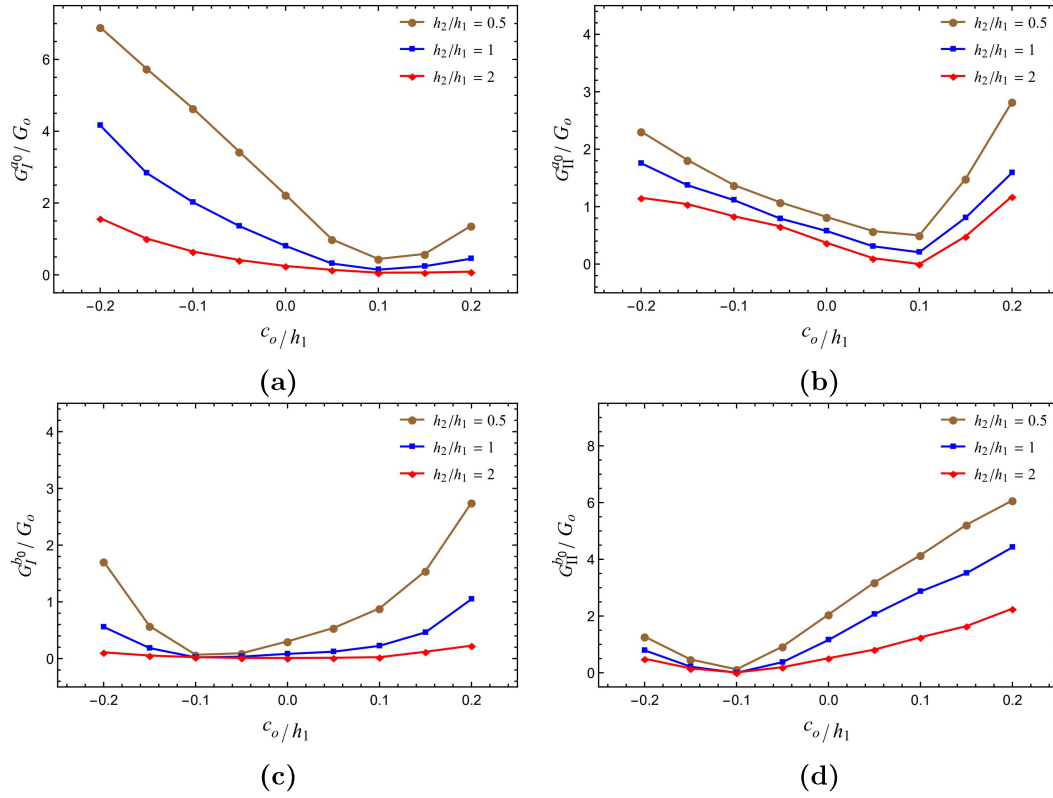 h₂/h₁ = 0.5
h₂/h₁ = 1
h₂/h₁ = 2
6
4
2
0
G_I^{a₀} / G_o
−0.2 −0.1 0.0 0.1 0.2
c_o / h₁
(a)
h₂/h₁ = 0.5
h₂/h₁ = 1
h₂/h₁ = 2
4
3
2
1
0
G_II^{a₀} / G_o
−0.2 −0.1 0.0 0.1 0.2
c_o / h₁
(b)
h₂/h₁ = 0.5
h₂/h₁ = 1
h₂/h₁ = 2
4
3
2
1
0
G_I^{b₀} / G_o
−0.2 −0.1 0.0 0.1 0.2
c_o / h₁
(c)
h₂/h₁ = 0.5
h₂/h₁ = 1
h₂/h₁ = 2
8
6
4
2
0
G_II^{b₀} / G_o
−0.2 −0.1 0.0 0.1 0.2
c_o / h₁
(d)